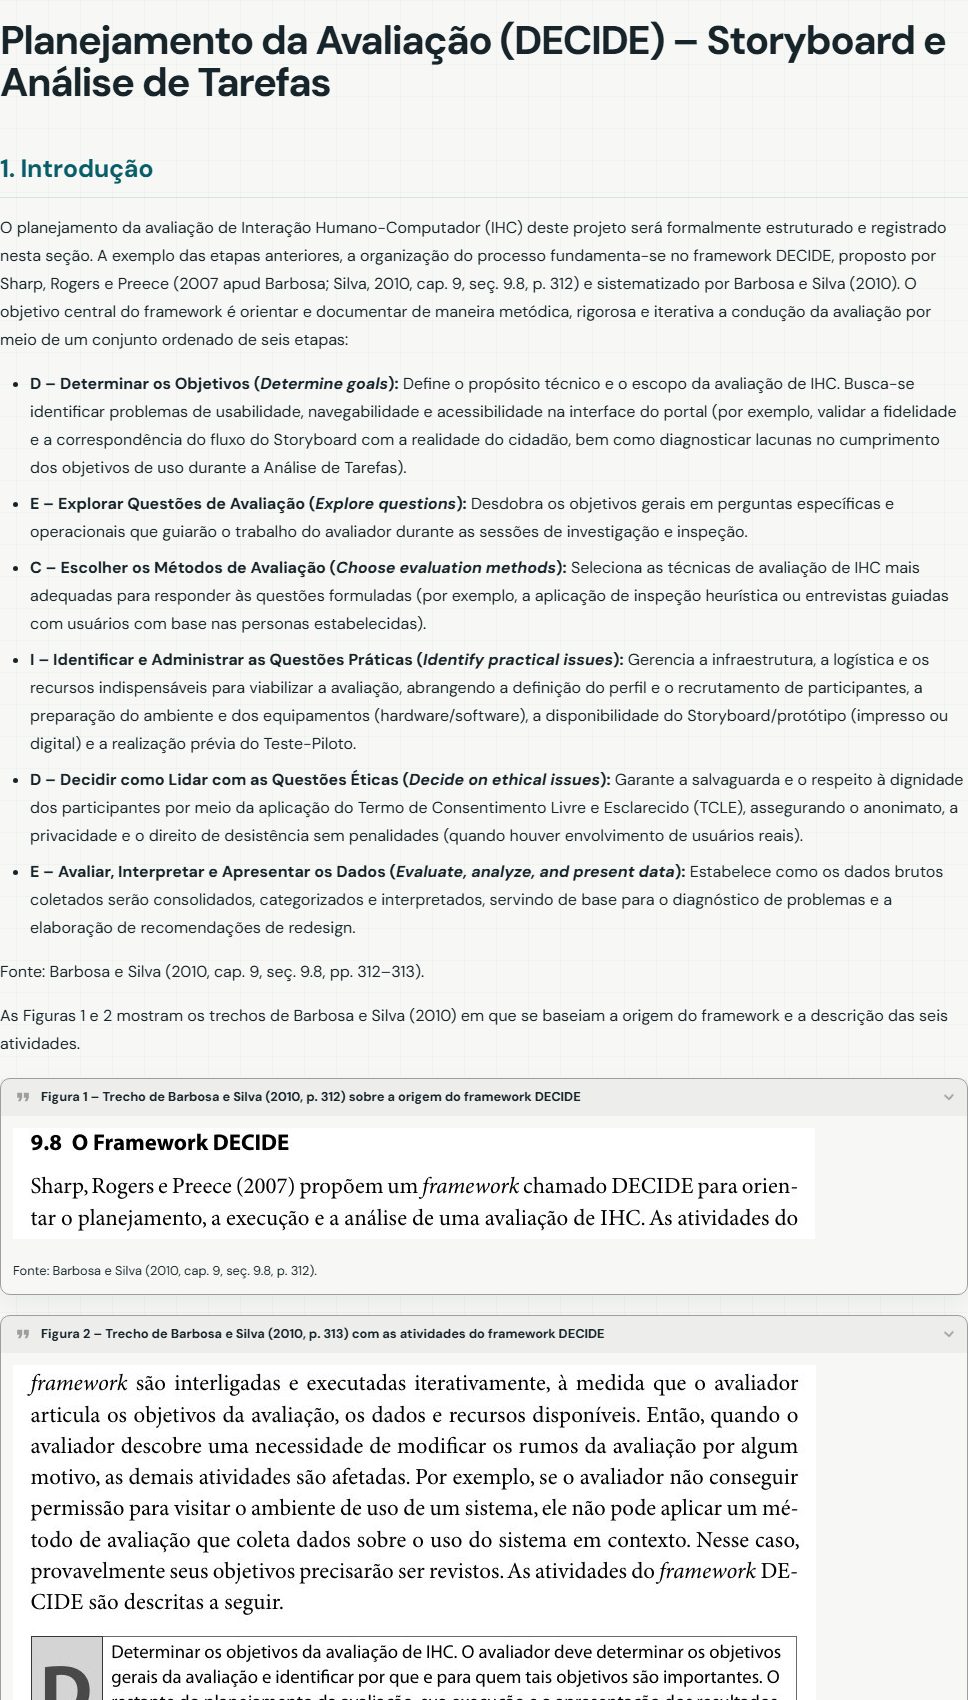 Planejamento da Avaliação (DECIDE) – Storyboard e
Análise de Tarefas
1. Introdução
O planejamento da avaliação de Interação Humano-Computador (IHC) deste projeto será formalmente estruturado e registrado
nesta seção. A exemplo das etapas anteriores, a organização do processo fundamenta-se no framework DECIDE, proposto por
Sharp, Rogers e Preece (2007 apud Barbosa; Silva, 2010, cap. 9, seç. 9.8, p. 312) e sistematizado por Barbosa e Silva (2010). O
objetivo central do framework é orientar e documentar de maneira metódica, rigorosa e iterativa a condução da avaliação por
meio de um conjunto ordenado de seis etapas:
• D – Determinar os Objetivos (Determine goals): Define o propósito técnico e o escopo da avaliação de IHC. Busca-se
identificar problemas de usabilidade, navegabilidade e acessibilidade na interface do portal (por exemplo, validar a fidelidade
e a correspondência do fluxo do Storyboard com a realidade do cidadão, bem como diagnosticar lacunas no cumprimento
dos objetivos de uso durante a Análise de Tarefas).
• E – Explorar Questões de Avaliação (Explore questions): Desdobra os objetivos gerais em perguntas específicas e
operacionais que guiarão o trabalho do avaliador durante as sessões de investigação e inspeção.
• C – Escolher os Métodos de Avaliação (Choose evaluation methods): Seleciona as técnicas de avaliação de IHC mais
adequadas para responder às questões formuladas (por exemplo, a aplicação de inspeção heurística ou entrevistas guiadas
com usuários com base nas personas estabelecidas).
• I – Identificar e Administrar as Questões Práticas (Identify practical issues): Gerencia a infraestrutura, a logística e os
recursos indispensáveis para viabilizar a avaliação, abrangendo a definição do perfil e o recrutamento de participantes, a
preparação do ambiente e dos equipamentos (hardware/software), a disponibilidade do Storyboard/protótipo (impresso ou
digital) e a realização prévia do Teste-Piloto.
• D – Decidir como Lidar com as Questões Éticas (Decide on ethical issues): Garante a salvaguarda e o respeito à dignidade
dos participantes por meio da aplicação do Termo de Consentimento Livre e Esclarecido (TCLE), assegurando o anonimato, a
privacidade e o direito de desistência sem penalidades (quando houver envolvimento de usuários reais).
• E – Avaliar, Interpretar e Apresentar os Dados (Evaluate, analyze, and present data): Estabelece como os dados brutos
coletados serão consolidados, categorizados e interpretados, servindo de base para o diagnóstico de problemas e a
elaboração de recomendações de redesign.
Fonte: Barbosa e Silva (2010, cap. 9, seç. 9.8, pp. 312–313).
As Figuras 1 e 2 mostram os trechos de Barbosa e Silva (2010) em que se baseiam a origem do framework e a descrição das seis
atividades.
Figura 1 – Trecho de Barbosa e Silva (2010, p. 312) sobre a origem do framework DECIDE
9.8 O Framework DECIDE
Sharp, Rogers e Preece (2007) propõem um framework chamado DECIDE para orien-
tar o planejamento, a execução e a análise de uma avaliação de IHC. As atividades do
Fonte: Barbosa e Silva (2010, cap. 9, seç. 9.8, p. 312).
Figura 2 – Trecho de Barbosa e Silva (2010, p. 313) com as atividades do framework DECIDE
framework são interligadas e executadas iterativamente, à medida que o avaliador
articula os objetivos da avaliação, os dados e recursos disponíveis. Então, quando o
avaliador descobre uma necessidade de modificar os rumos da avaliação por algum
motivo, as demais atividades são afetadas. Por exemplo, se o avaliador não conseguir
permissão para visitar o ambiente de uso de um sistema, ele não pode aplicar um mé-
todo de avaliação que coleta dados sobre o uso do sistema em contexto. Nesse caso,
provavelmente seus objetivos precisarão ser revistos. As atividades do framework DE-
CIDE são descritas a seguir.
D
Determinar os objetivos da avaliação de IHC. O avaliador deve determinar os objetivos
gerais da avaliação e identificar por que e para quem tais objetivos são importantes. O